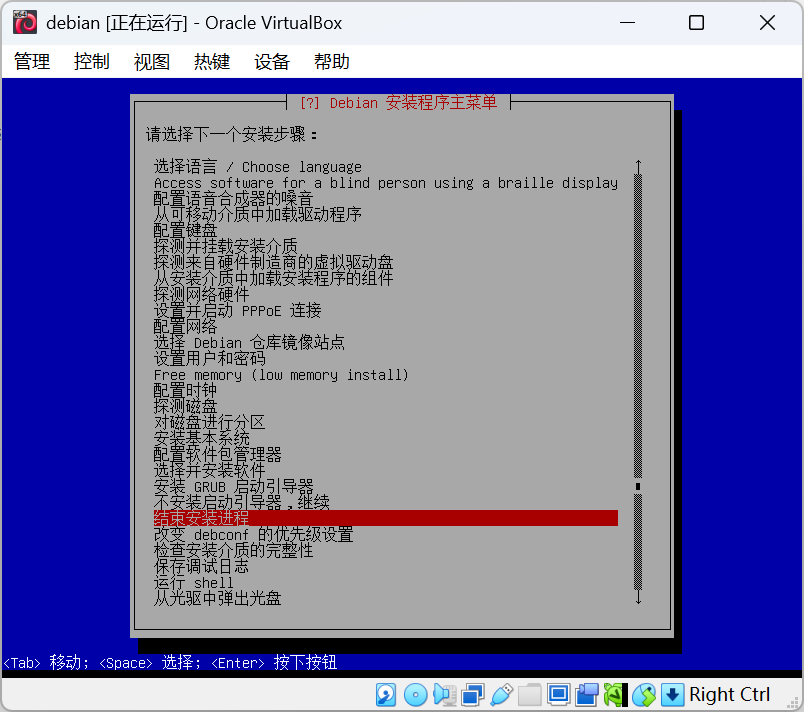 debian [正在运行] - Oracle VirtualBox
管理 控制 视图 热键 设备 帮助
[?] Debian 安装程序主菜单
请选择下一个安装步骤：
选择语言 / Choose language
Access software for a blind person using a braille display
配置语音合成器的嗓音
从可移动介质中加载驱动程序
配置键盘
探测并挂载安装介质
探测来自硬件制造商的虚拟驱动盘
从安装介质中加载安装程序的组件
探测网络硬件
设置并启动 PPPoE 连接
配置网络
选择 Debian 仓库镜像站点
设置用户和密码
Free memory (low memory install)
配置时钟
探测磁盘
对磁盘进行分区
安装基本系统
配置软件包管理器
选择并安装软件
安装 GRUB 启动引导器
不安装启动引导器，继续
结束安装进程
改变 debconf 的优先级设置
检查安装介质的完整性
保存调试日志
运行 shell
从光驱中弹出光盘
<Tab> 移动; <Space> 选择; <Enter> 按下按钮
Right Ctrl